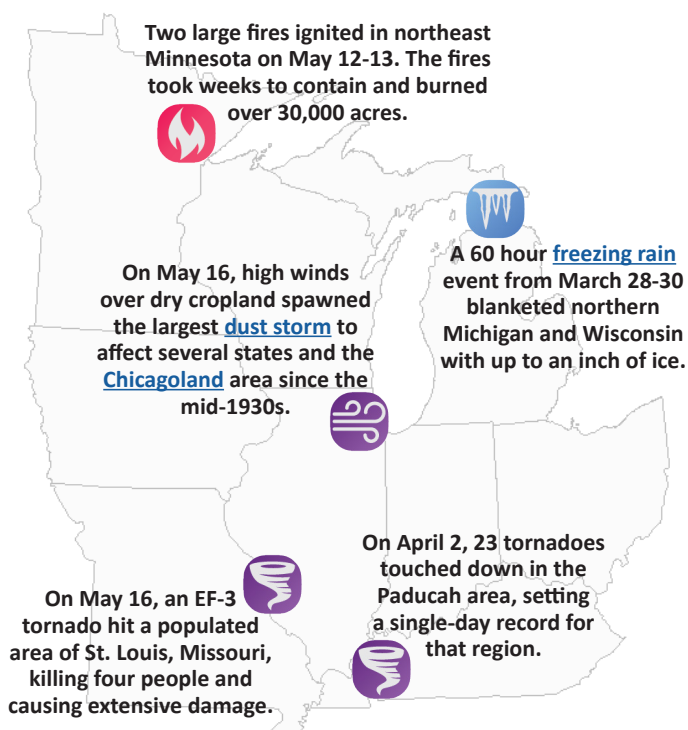 Two large fires ignited in northeast
Minnesota on May 12-13. The fires
took weeks to contain and burned
over 30,000 acres.
A 60 hour freezing rain
event from March 28-30
blanketed northern
Michigan and Wisconsin
with up to an inch of ice.
On May 16, high winds
over dry cropland spawned
the largest dust storm to
affect several states and the
Chicagoland area since the
mid-1930s.
On April 2, 23 tornadoes
touched down in the
Paducah area, setting
a single-day record for
that region.
On May 16, an EF-3
tornado hit a populated
area of St. Louis, Missouri,
killing four people and
causing extensive damage.